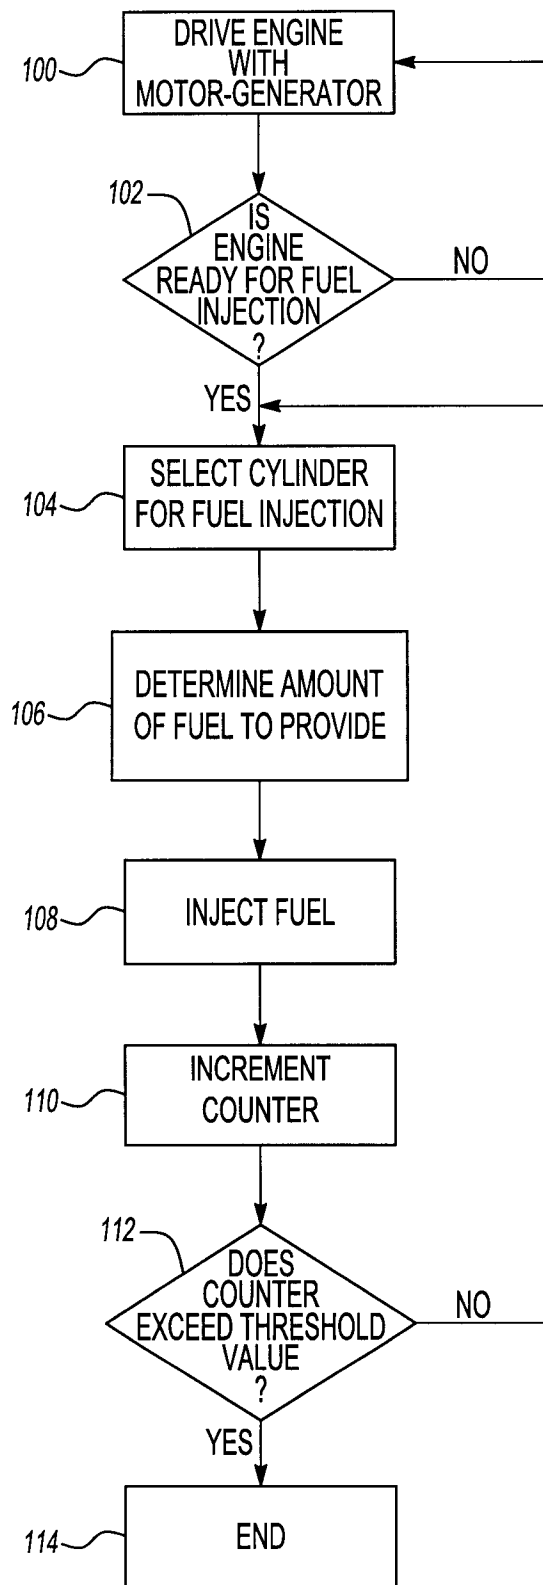 DRIVE ENGINE
WITH
MOTOR-GENERATOR
100
102
IS
ENGINE
READY FOR FUEL
INJECTION
?
NO
YES
SELECT CYLINDER
FOR FUEL INJECTION
104
DETERMINE AMOUNT
OF FUEL TO PROVIDE
106
INJECT FUEL
108
INCREMENT
COUNTER
110
112
DOES
COUNTER
EXCEED THRESHOLD
VALUE
?
NO
YES
END
114